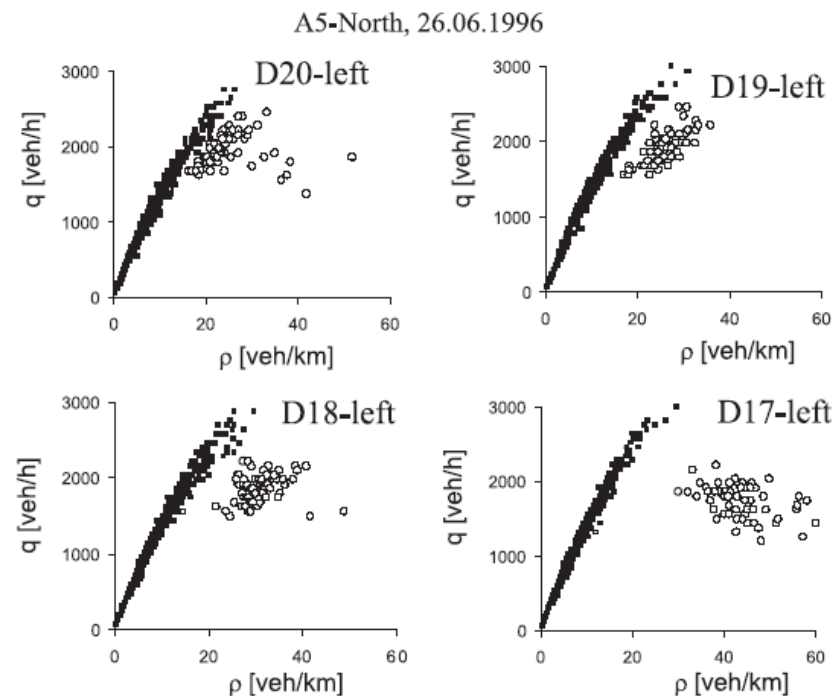 A5-North, 26.06.1996
D20-left
q [veh/h]
3000
2000
1000
0
0 20 40 60
ρ [veh/km]
D19-left
q [veh/h]
3000
2000
1000
0
0 20 40 60
ρ [veh/km]
D18-left
q [veh/h]
3000
2000
1000
0
0 20 40 60
ρ [veh/km]
D17-left
q [veh/h]
3000
2000
1000
0
0 20 40 60
ρ [veh/km]